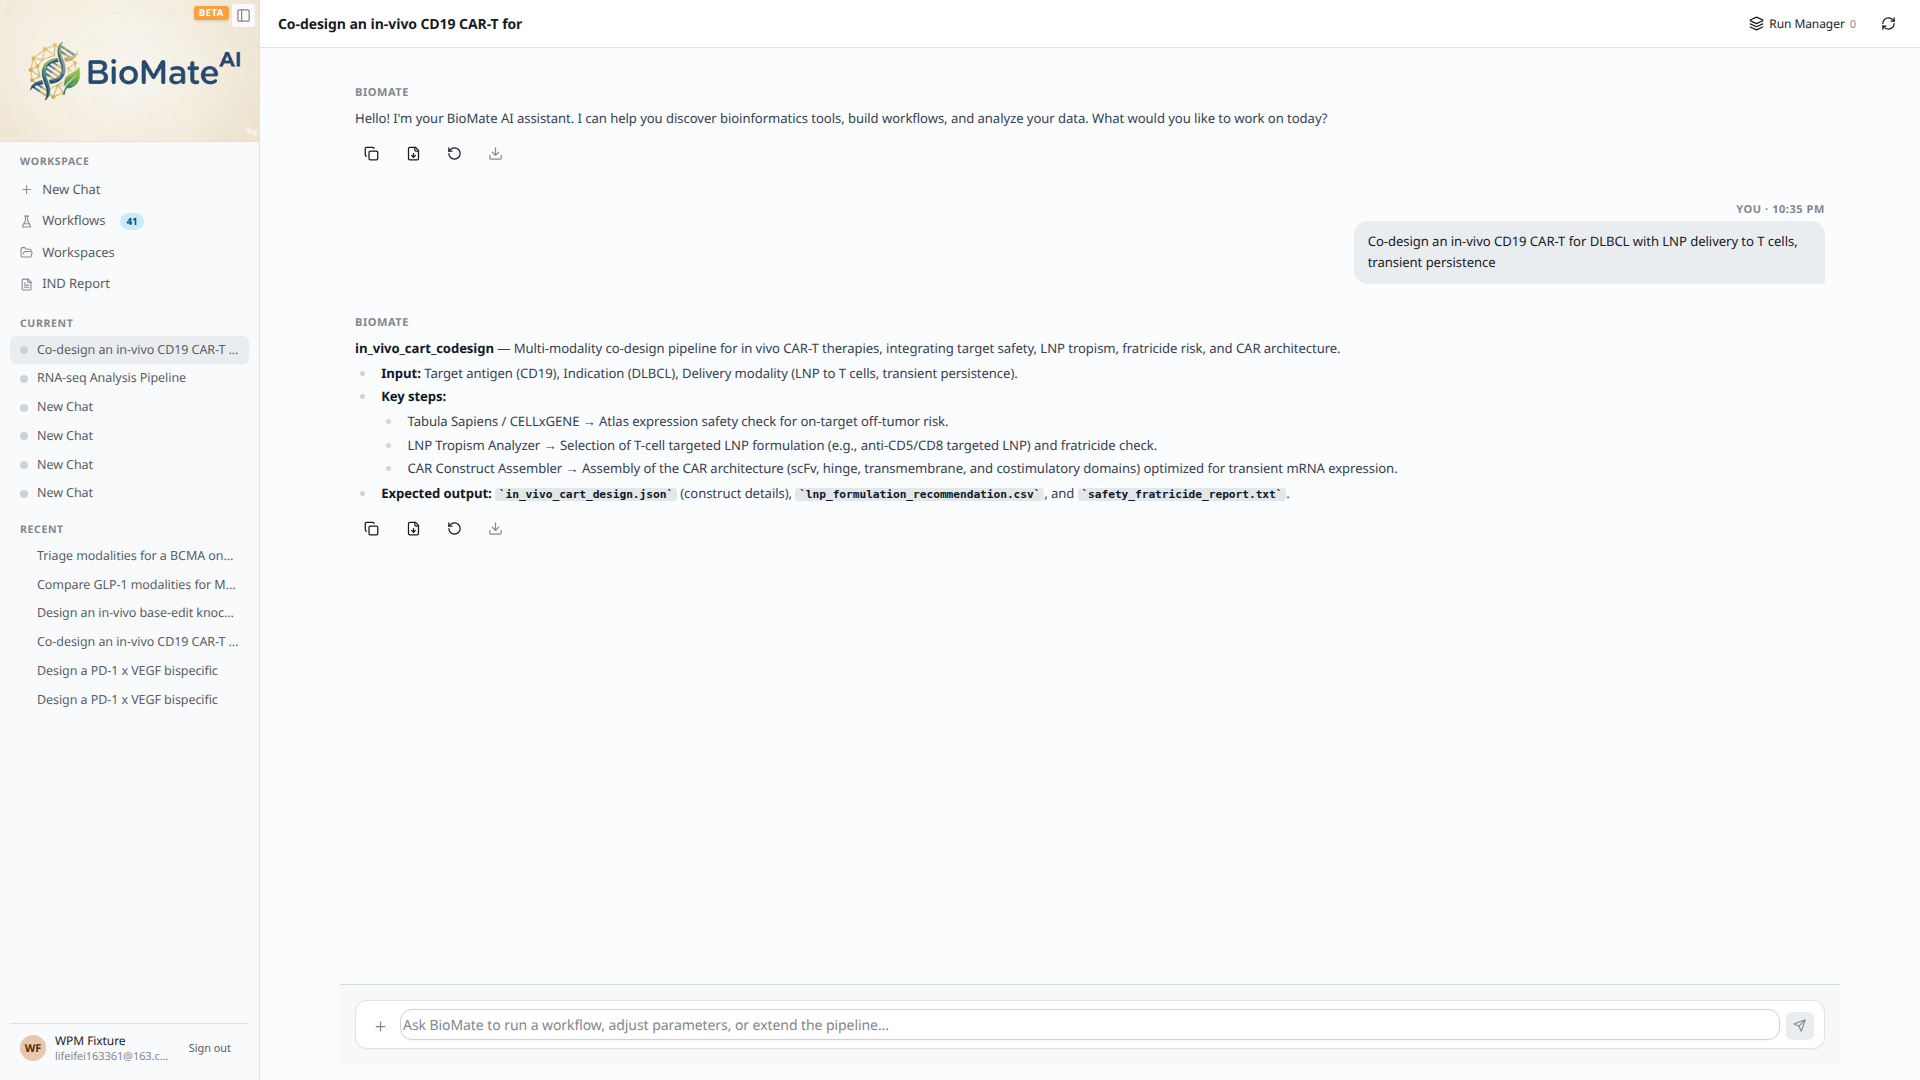 BETA
BioMate AI
WORKSPACE
New Chat
Workflows 41
Workspaces
IND Report
CURRENT
Co-design an in-vivo CD19 CAR-T ...
RNA-seq Analysis Pipeline
New Chat
New Chat
New Chat
New Chat
RECENT
Triage modalities for a BCMA on...
Compare GLP-1 modalities for M...
Design an in-vivo base-edit knoc...
Co-design an in-vivo CD19 CAR-T ...
Design a PD-1 x VEGF bispecific
Design a PD-1 x VEGF bispecific
WF
WPM Fixture
lifeifei163361@163.c...
Sign out
Co-design an in-vivo CD19 CAR-T for
Run Manager 0
BIOMATE
Hello! I'm your BioMate AI assistant. I can help you discover bioinformatics tools, build workflows, and analyze your data. What would you like to work on today?
YOU · 10:35 PM
Co-design an in-vivo CD19 CAR-T for DLBCL with LNP delivery to T cells,
transient persistence
BIOMATE
in_vivo_cart_codesign — Multi-modality co-design pipeline for in vivo CAR-T therapies, integrating target safety, LNP tropism, fratricide risk, and CAR architecture.
Input: Target antigen (CD19), Indication (DLBCL), Delivery modality (LNP to T cells, transient persistence).
Key steps:
Tabula Sapiens / CELLxGENE → Atlas expression safety check for on-target off-tumor risk.
LNP Tropism Analyzer → Selection of T-cell targeted LNP formulation (e.g., anti-CD5/CD8 targeted LNP) and fratricide check.
CAR Construct Assembler → Assembly of the CAR architecture (scFv, hinge, transmembrane, and costimulatory domains) optimized for transient mRNA expression.
Expected output: `in_vivo_cart_design.json` (construct details), `lnp_formulation_recommendation.csv`, and `safety_fratricide_report.txt`.
Ask BioMate to run a workflow, adjust parameters, or extend the pipeline...